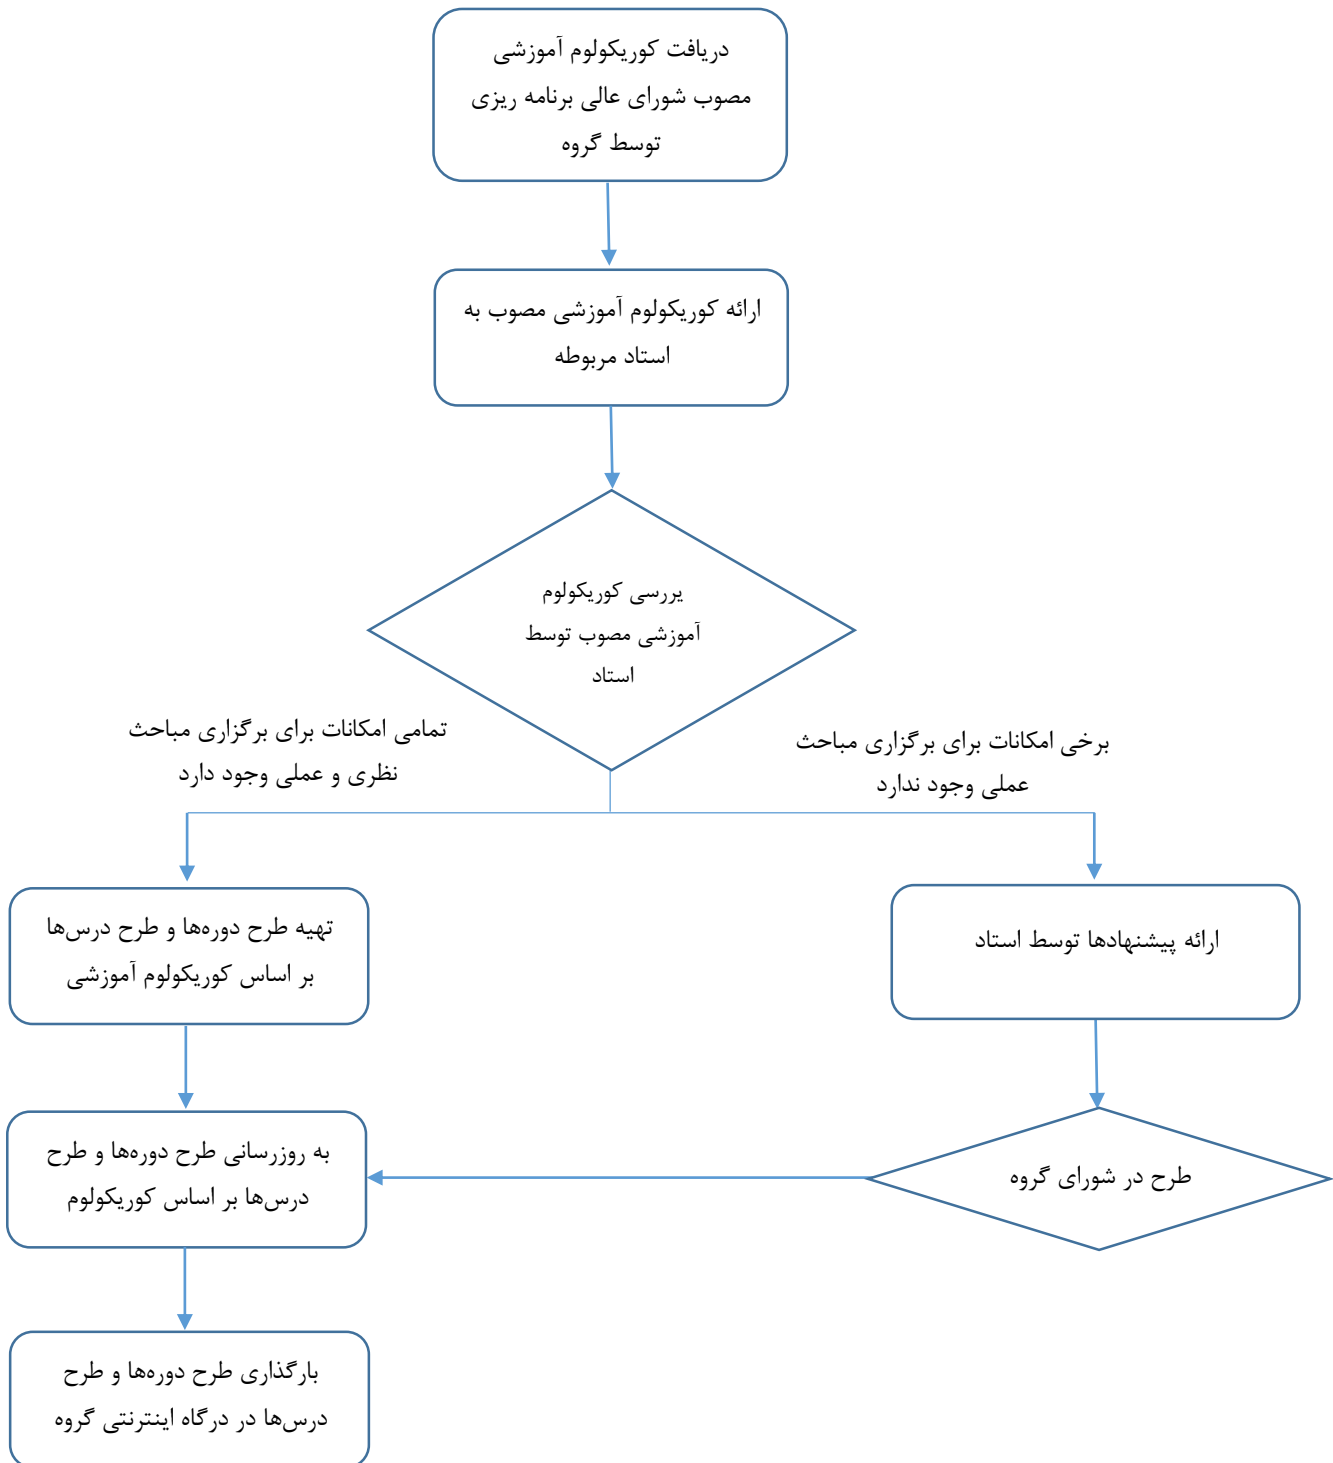 دریافت کوریکولوم آموزشی
مصوب شورای عالی برنامه ریزی
توسط گروه
ارائه کوریکولوم آموزشی مصوب به
استاد مربوطه
یررسی کوریکولوم
آموزشی مصوب توسط
استاد
برخی امکانات برای برگزاری مباحث
عملی وجود ندارد
تمامی امکانات برای برگزاری مباحث
نظری و عملی وجود دارد
ارائه پیشنهادها توسط استاد
تهیه طرح دوره‌ها و طرح درس‌ها
بر اساس کوریکولوم آموزشی
طرح در شورای گروه
به روزرسانی طرح دوره‌ها و طرح
درس‌ها بر اساس کوریکولوم
بارگذاری طرح دوره‌ها و طرح
درس‌ها در درگاه اینترنتی گروه